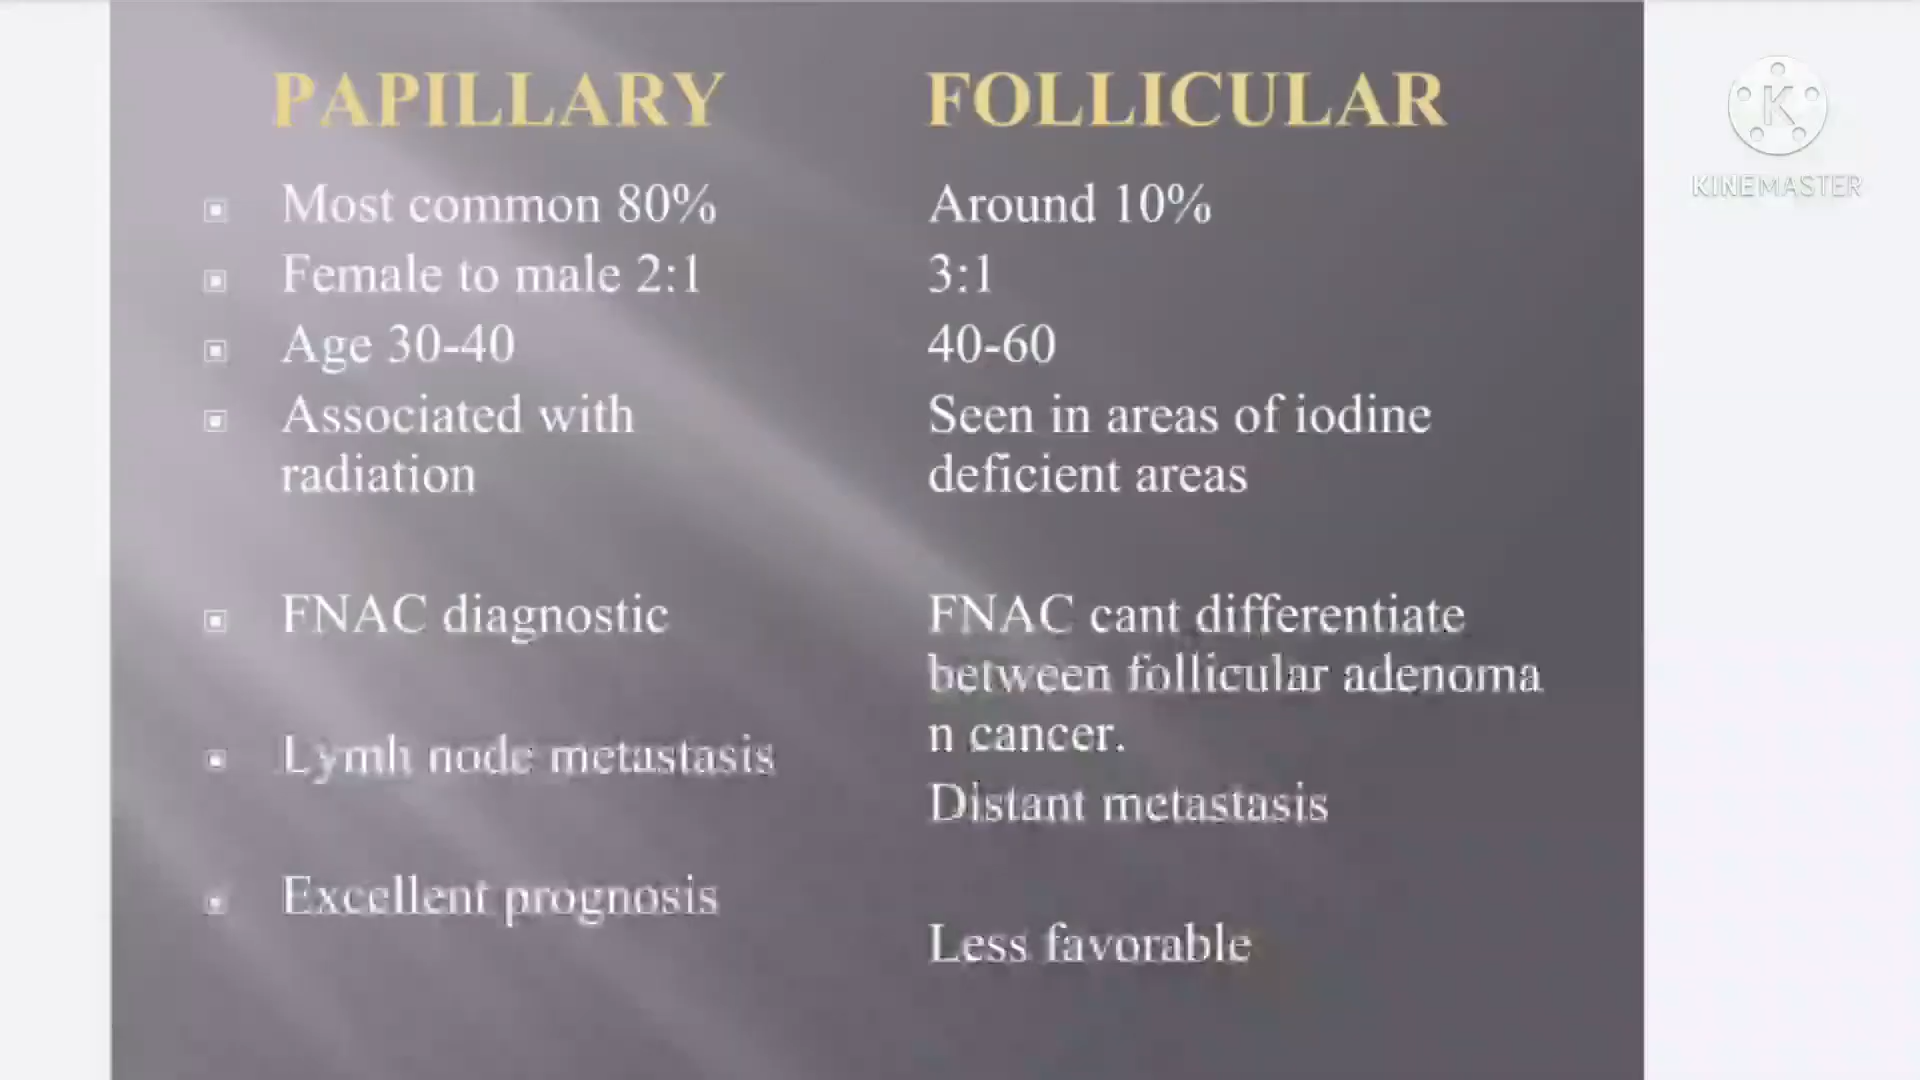 PAPILLARY
Most common 80%
Female to male 2:1
Age 30-40
Associated with
radiation
FNAC diagnostic
Lymh node metastasis
Excellent prognosis
FOLLICULAR
Around 10%
3:1
40-60
Seen in areas of iodine
deficient areas
FNAC cant differentiate
between follicular adenoma
n cancer.
Distant metastasis
Less favorable
K
KINEMASTER